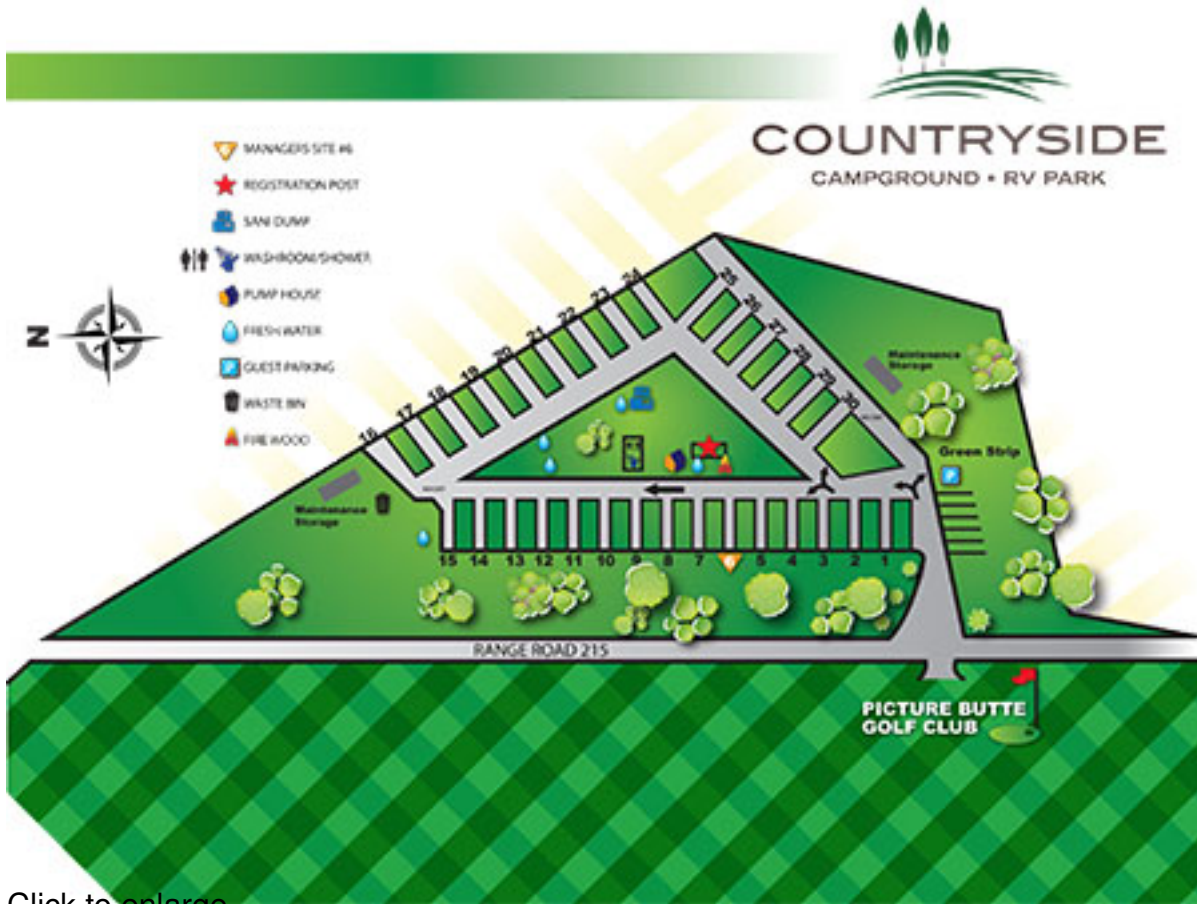 COUNTRYSIDE
CAMPGROUND • RV PARK
MANAGERS SITE #6
REGISTRATION POST
SANI DUMP
WASHROOM/SHOWER
PUMP HOUSE
FRESH WATER
GUEST PARKING
WASTE BIN
FIRE WOOD
N
24
25
23
26
22
27
21
28
20
29
19
30
18
17
16
Maintenance
Storage
Green Strip
P
Maintenance
Storage
15 14 13 12 11 10 9 8 7 6 5 4 3 2 1
RANGE ROAD 215
PICTURE BUTTE
GOLF CLUB
Click to enlarge